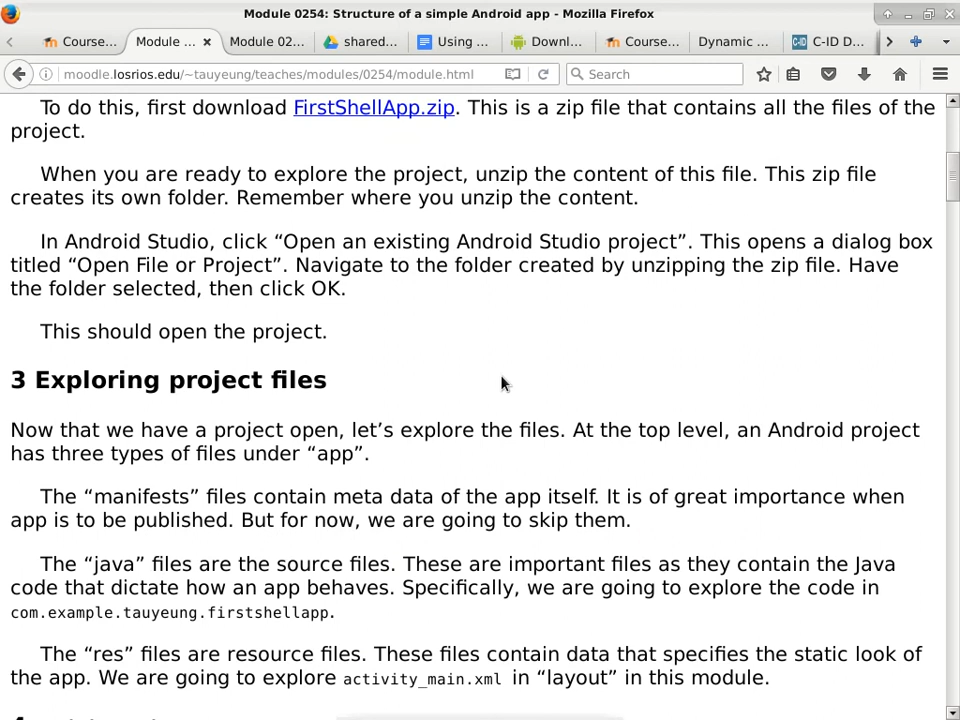 Module 0254: Structure of a simple Android app - Mozilla Firefox
Course... Module ... Module 02... shared... Using ... Downl... Course... Dynamic ... C-ID D...
moodle.losrios.edu/~tauyeung/teaches/modules/0254/module.html Search
To do this, first download FirstShellApp.zip. This is a zip file that contains all the files of the
project.
When you are ready to explore the project, unzip the content of this file. This zip file
creates its own folder. Remember where you unzip the content.
In Android Studio, click “Open an existing Android Studio project”. This opens a dialog box
titled “Open File or Project”. Navigate to the folder created by unzipping the zip file. Have
the folder selected, then click OK.
This should open the project.
3 Exploring project files
Now that we have a project open, let’s explore the files. At the top level, an Android project
has three types of files under “app”.
The “manifests” files contain meta data of the app itself. It is of great importance when
app is to be published. But for now, we are going to skip them.
The “java” files are the source files. These are important files as they contain the Java
code that dictate how an app behaves. Specifically, we are going to explore the code in
com.example.tauyeung.firstshellapp.
The “res” files are resource files. These files contain data that specifies the static look of
the app. We are going to explore activity_main.xml in “layout” in this module.